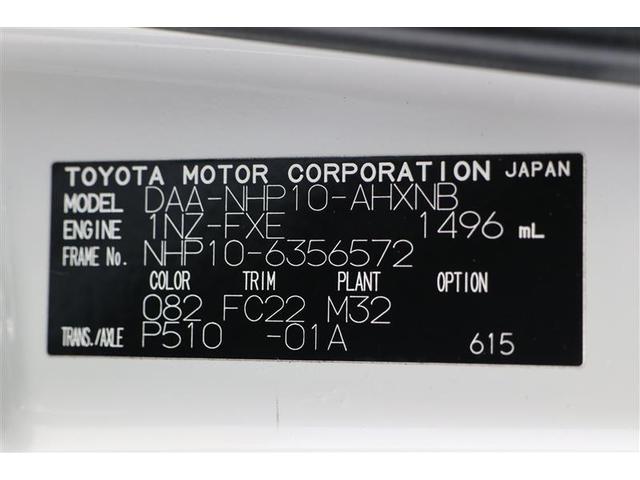 TOYOTA MOTOR CORPORATION JAPAN
MODEL DAA-NHP10-AHXNB
ENGINE 1NZ-FXE 1496 mL
FRAME No. NHP10-6356572
COLOR TRIM PLANT OPTION
082 FC22 M32
TRANS./AXLE P510 -01A 615